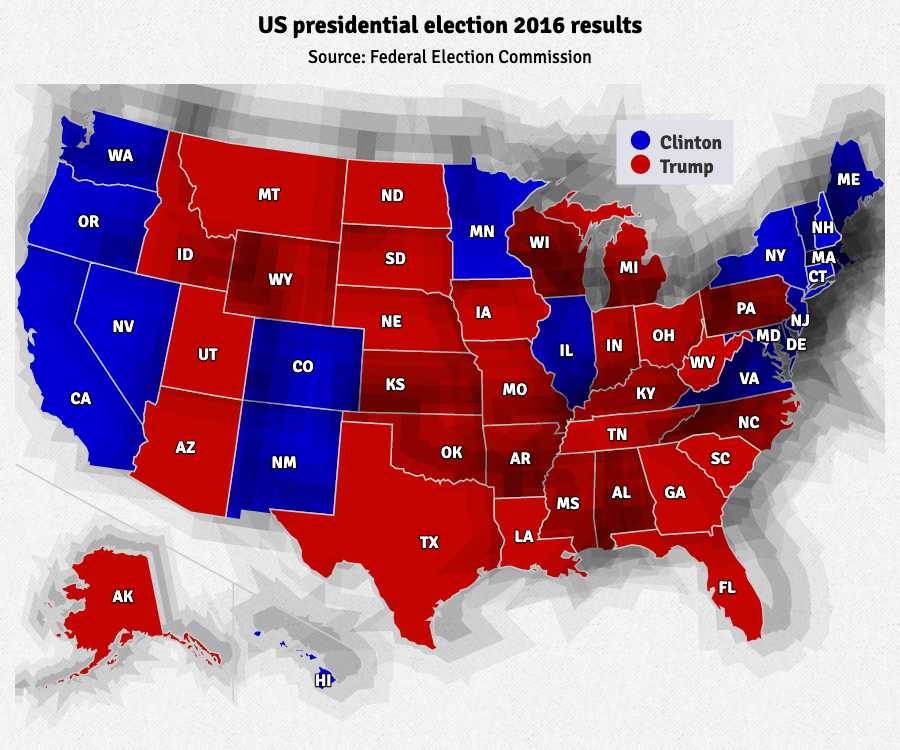 US presidential election 2016 results
Source: Federal Election Commission
Clinton
Trump
WA
MT
ND
ME
OR
MN
NH
ID
SD
WI
NY
MA
WY
MI
CT
NV
NE
IA
PA
NJ
UT
CO
IL
IN
OH
MD
DE
WV
CA
KS
MO
KY
VA
AZ
NM
OK
AR
TN
NC
SC
MS
AL
GA
TX
LA
FL
AK
HI